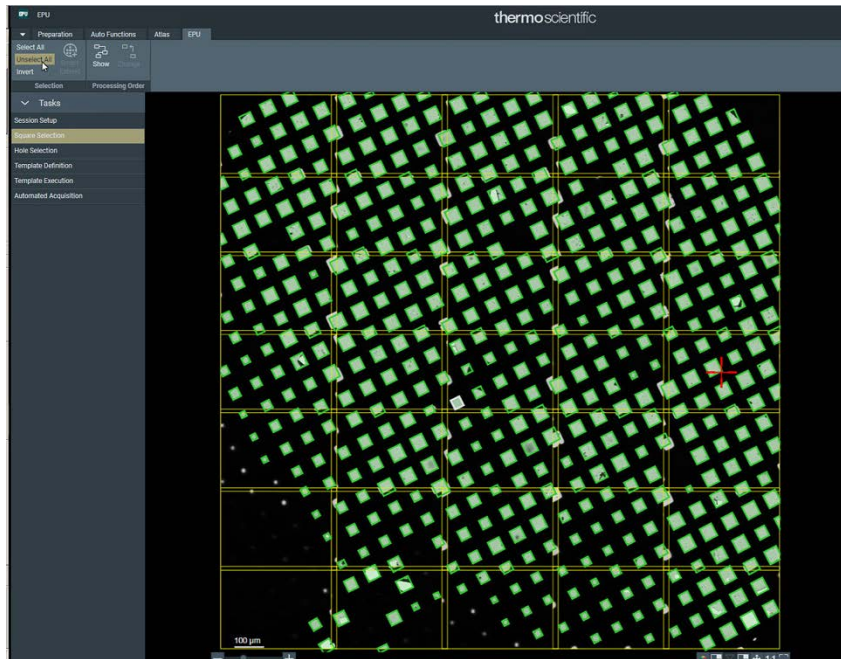 EPU
thermoscientific
Preparation
Auto Functions
Atlas
EPU
Select All
Unselect All
Invert
Show
Change
Selection
Processing Order
Tasks
Session Setup
Square Selection
Hole Selection
Template Definition
Template Execution
Automated Acquisition
100 µm